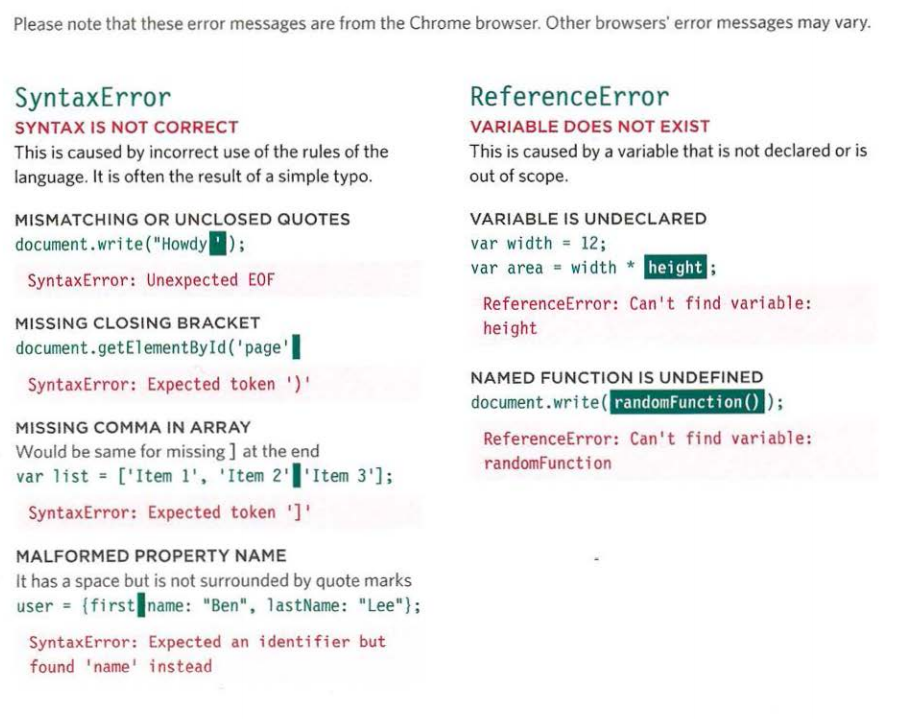 Please note that these error messages are from the Chrome browser. Other browsers' error messages may vary.
SyntaxError
SYNTAX IS NOT CORRECT
This is caused by incorrect use of the rules of the
language. It is often the result of a simple typo.
MISMATCHING OR UNCLOSED QUOTES
document.write("Howdy');
SyntaxError: Unexpected EOF
MISSING CLOSING BRACKET
document.getElementById('page'
SyntaxError: Expected token ')'
MISSING COMMA IN ARRAY
Would be same for missing ] at the end
var list = ['Item 1', 'Item 2' 'Item 3'];
SyntaxError: Expected token ']'
MALFORMED PROPERTY NAME
It has a space but is not surrounded by quote marks
user = {first name: "Ben", lastName: "Lee"};
SyntaxError: Expected an identifier but
found 'name' instead
ReferenceError
VARIABLE DOES NOT EXIST
This is caused by a variable that is not declared or is
out of scope.
VARIABLE IS UNDECLARED
var width = 12;
var area = width * height;
ReferenceError: Can't find variable:
height
NAMED FUNCTION IS UNDEFINED
document.write(randomFunction());
ReferenceError: Can't find variable:
randomFunction